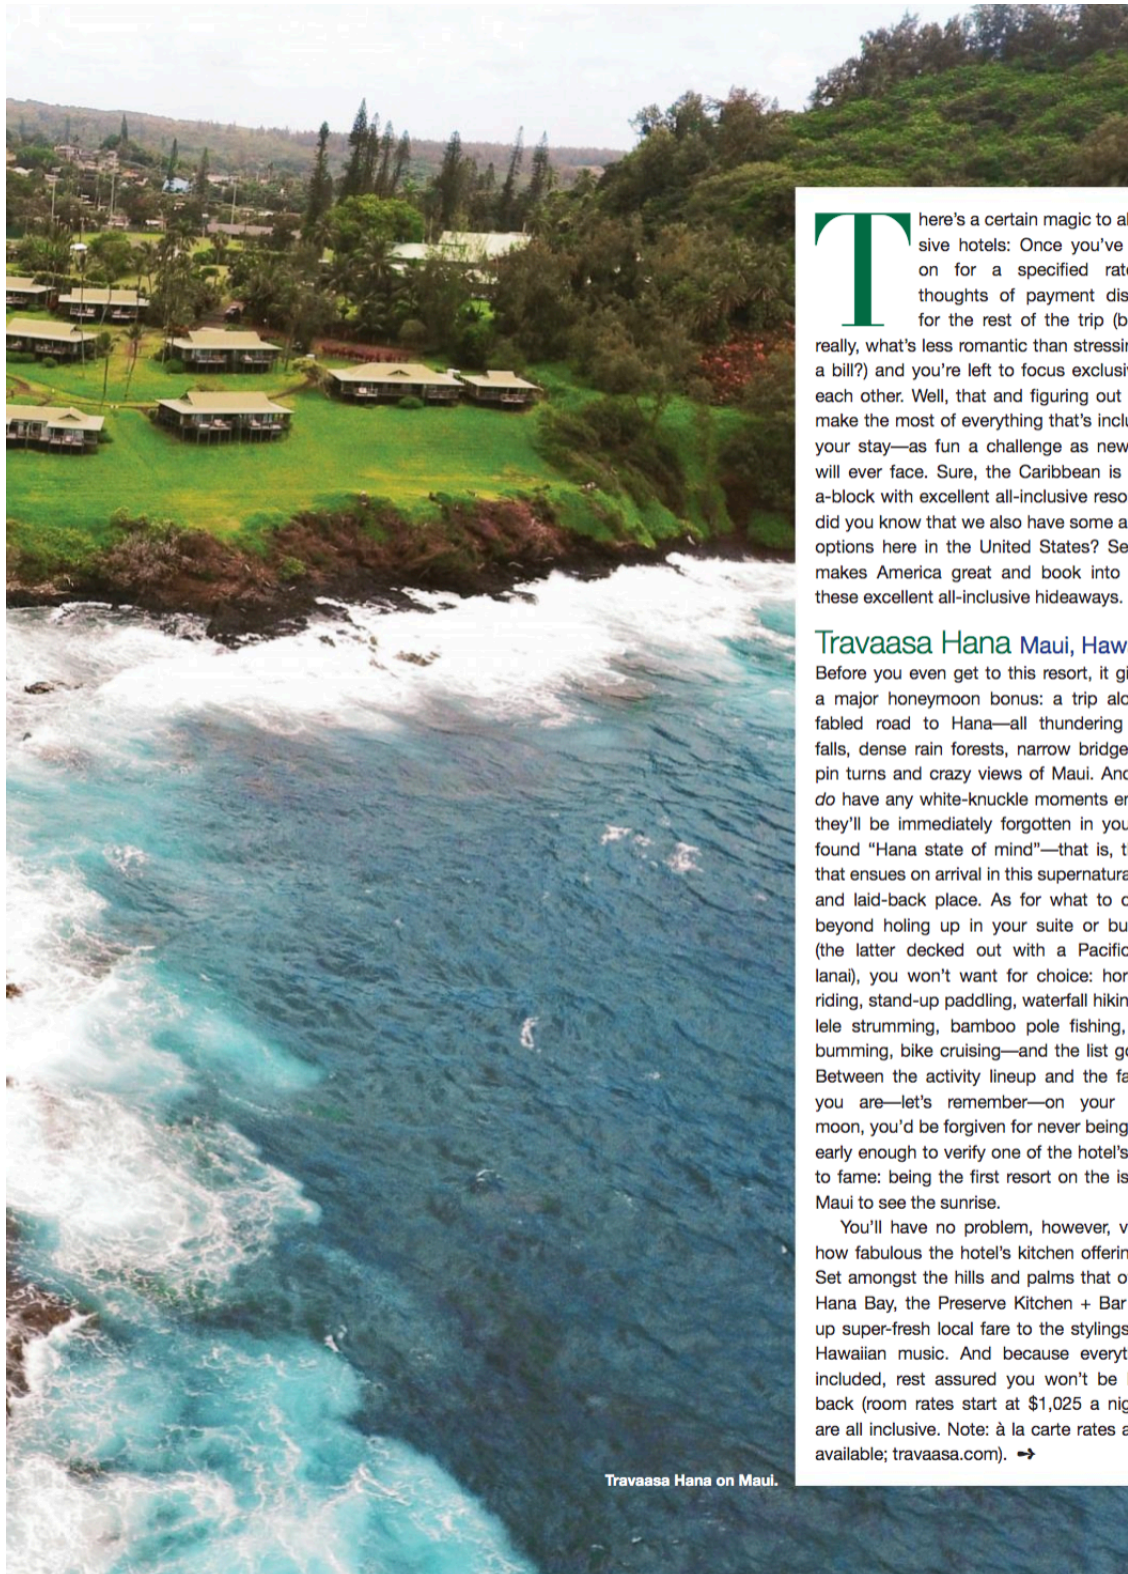 There’s a certain magic to al
sive hotels: Once you’ve
on for a specified rat
thoughts of payment dis
for the rest of the trip (b
really, what’s less romantic than stressin
a bill?) and you’re left to focus exclusiv
each other. Well, that and figuring out
make the most of everything that’s inclu
your stay—as fun a challenge as new
will ever face. Sure, the Caribbean is
a-block with excellent all-inclusive reso
did you know that we also have some a
options here in the United States? Se
makes America great and book into
these excellent all-inclusive hideaways.
Travaasa Hana Maui, Hawa
Before you even get to this resort, it gi
a major honeymoon bonus: a trip alo
fabled road to Hana—all thundering
falls, dense rain forests, narrow bridge
pin turns and crazy views of Maui. And
do have any white-knuckle moments en
they’ll be immediately forgotten in you
found “Hana state of mind”—that is, th
that ensues on arrival in this supernatura
and laid-back place. As for what to d
beyond holing up in your suite or bu
(the latter decked out with a Pacific
lanai), you won’t want for choice: hor
riding, stand-up paddling, waterfall hikin
lele strumming, bamboo pole fishing,
bumming, bike cruising—and the list go
Between the activity lineup and the fa
you are—let’s remember—on your
moon, you’d be forgiven for never being
early enough to verify one of the hotel’s
to fame: being the first resort on the is
Maui to see the sunrise.
You’ll have no problem, however, v
how fabulous the hotel’s kitchen offerin
Set amongst the hills and palms that o
Hana Bay, the Preserve Kitchen + Bar
up super-fresh local fare to the stylings
Hawaiian music. And because everyt
included, rest assured you won’t be
back (room rates start at $1,025 a nig
are all inclusive. Note: à la carte rates a
available; travaasa.com). ➻
Travaasa Hana on Maui.